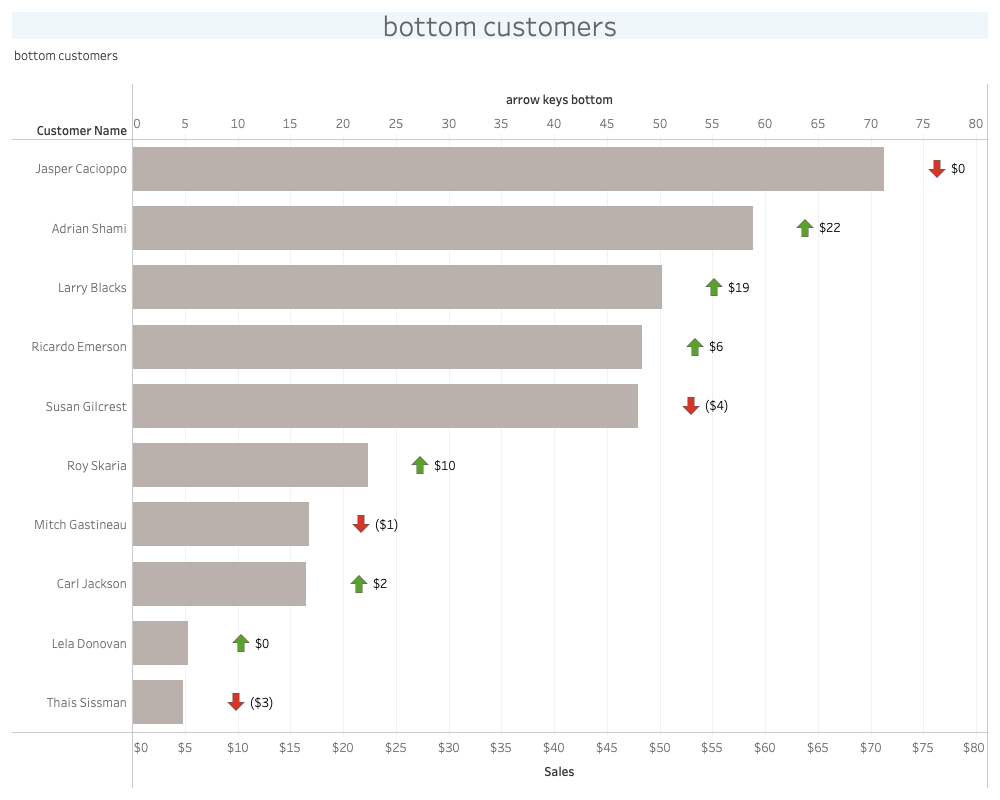 bottom customers
bottom customers
arrow keys bottom
Customer Name
0 5 10 15 20 25 30 35 40 45 50 55 60 65 70 75 80
Jasper Cacioppo $0
Adrian Shami $22
Larry Blacks $19
Ricardo Emerson $6
Susan Gilcrest ($4)
Roy Skaria $10
Mitch Gastineau ($1)
Carl Jackson $2
Lela Donovan $0
Thais Sissman ($3)
$0 $5 $10 $15 $20 $25 $30 $35 $40 $45 $50 $55 $60 $65 $70 $75 $80
Sales